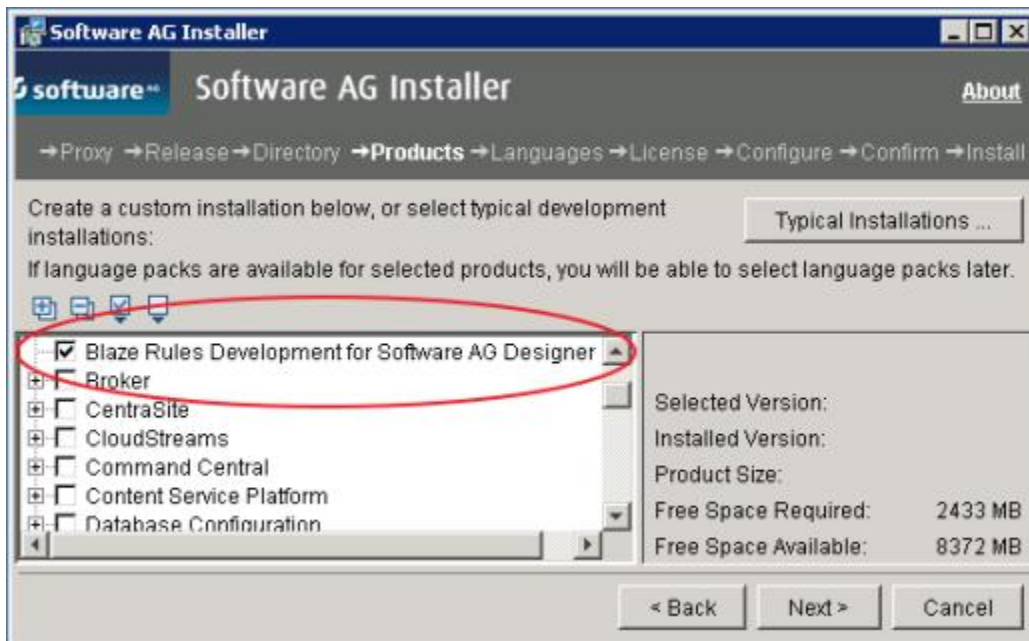 Software AG Installer
software AG Software AG Installer About
→Proxy →Release→Directory →Products→Languages→License→Configure→Confirm→Install
Create a custom installation below, or select typical development
installations:
Typical Installations ...
If language packs are available for selected products, you will be able to select language packs later.
Blaze Rules Development for Software AG Designer
Broker
CentraSite
CloudStreams
Command Central
Content Service Platform
Database Configuration
Selected Version:
Installed Version:
Product Size:
Free Space Required: 2433 MB
Free Space Available: 8372 MB
< Back Next > Cancel